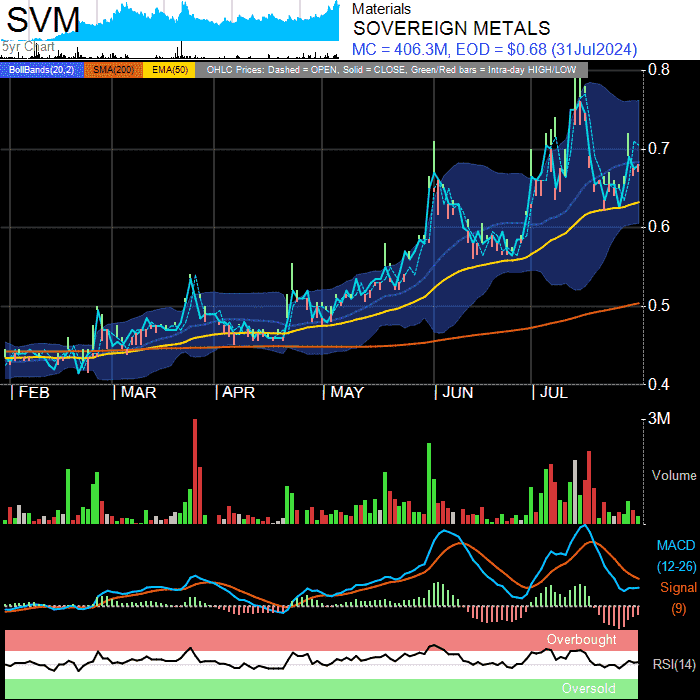 SVM
5yr Chart
Materials
SOVEREIGN METALS
MC = 406.3M, EOD = $0.68 (31Jul2024)
BollBands(20,2) SMA(200) EMA(50) OHLC Prices: Dashed = OPEN, Solid = CLOSE, Green/Red bars = Intra-day HIGH/LOW
0.8
0.7
0.6
0.5
0.4
FEB MAR APR MAY JUN JUL
3M
Volume
MACD
(12-26)
Signal
(9)
Overbought
RSI(14)
Oversold